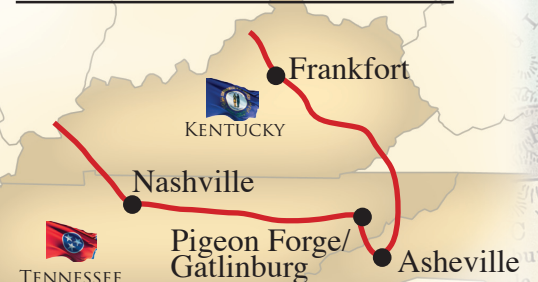 Frankfort
KENTUCKY
Nashville
Pigeon Forge/
Gatlinburg
Asheville
TENNESSEE